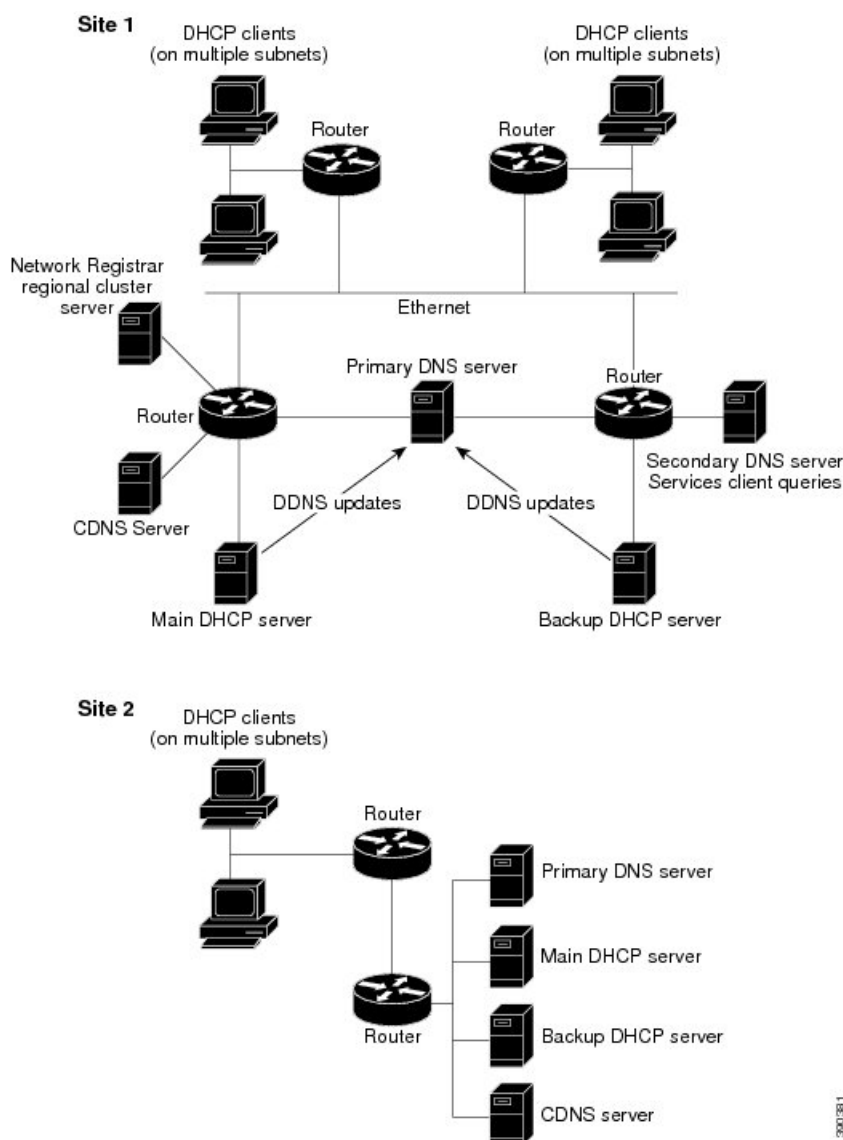 Site 1
DHCP clients
(on multiple subnets)
DHCP clients
(on multiple subnets)
Router
Router
Network Registrar
regional cluster
server
Ethernet
Primary DNS server
Router
Router
Secondary DNS server
Services client queries
CDNS Server
DDNS updates
DDNS updates
Main DHCP server
Backup DHCP server
Site 2
DHCP clients
(on multiple subnets)
Router
Primary DNS server
Main DHCP server
Router
Backup DHCP server
CDNS server
390381